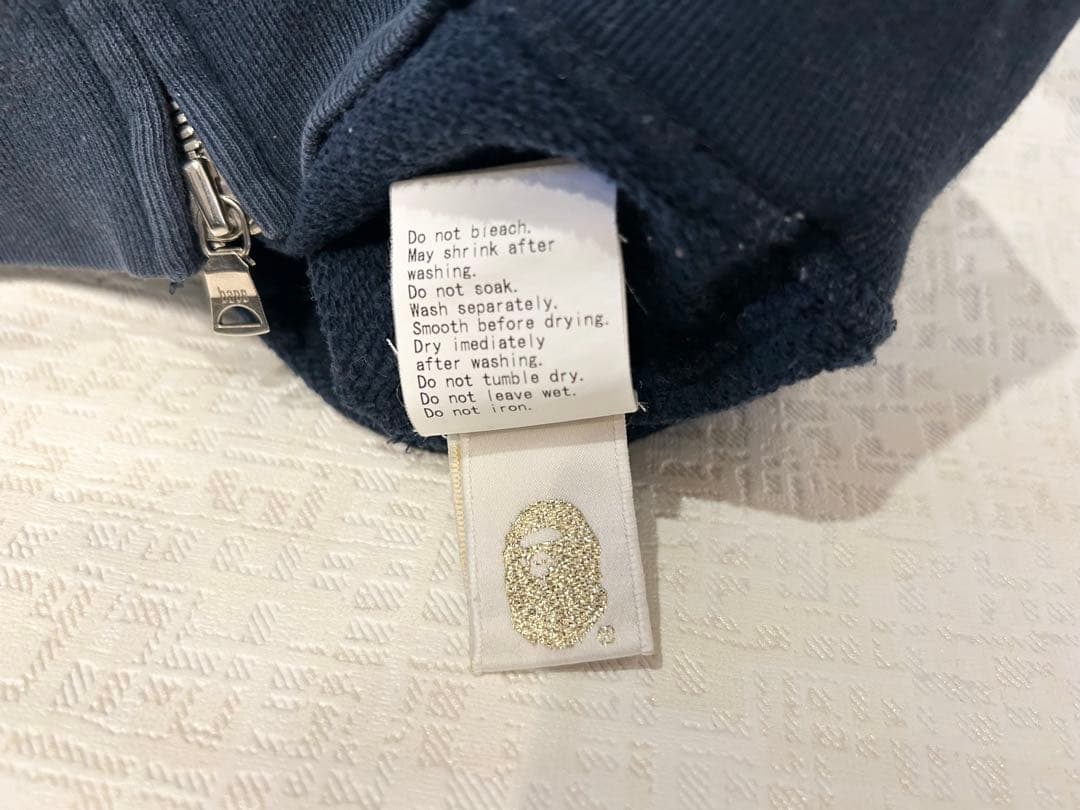 Do not bleach.
May shrink after
washing.
Do not soak.
Wash separately.
Smooth before drying.
Dry imediately
after washing.
Do not tumble dry.
Do not leave wet.
Do not iron.
bape
®